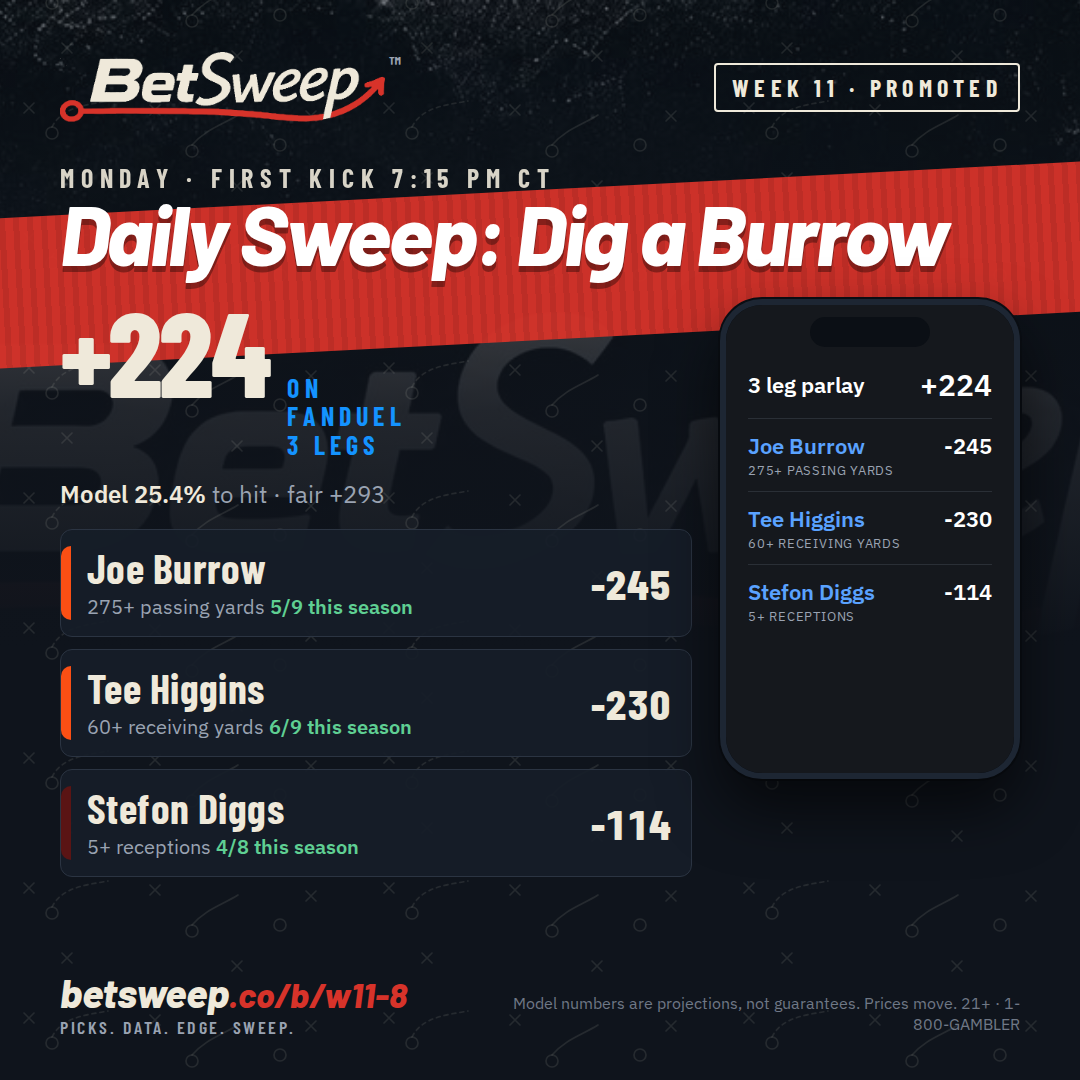 BetSweep™
WEEK 11 · PROMOTED
MONDAY · FIRST KICK 7:15 PM CT
Daily Sweep: Dig a Burrow
+224
ON
FANDUEL
3 LEGS
Model 25.4% to hit · fair +293
Joe Burrow
275+ passing yards 5/9 this season
-245
Tee Higgins
60+ receiving yards 6/9 this season
-230
Stefon Diggs
5+ receptions 4/8 this season
-114
3 leg parlay +224
Joe Burrow -245
275+ PASSING YARDS
Tee Higgins -230
60+ RECEIVING YARDS
Stefon Diggs -114
5+ RECEPTIONS
BetSweep
betsweep.co/b/w11-8
PICKS. DATA. EDGE. SWEEP.
Model numbers are projections, not guarantees. Prices move. 21+ · 1-
800-GAMBLER